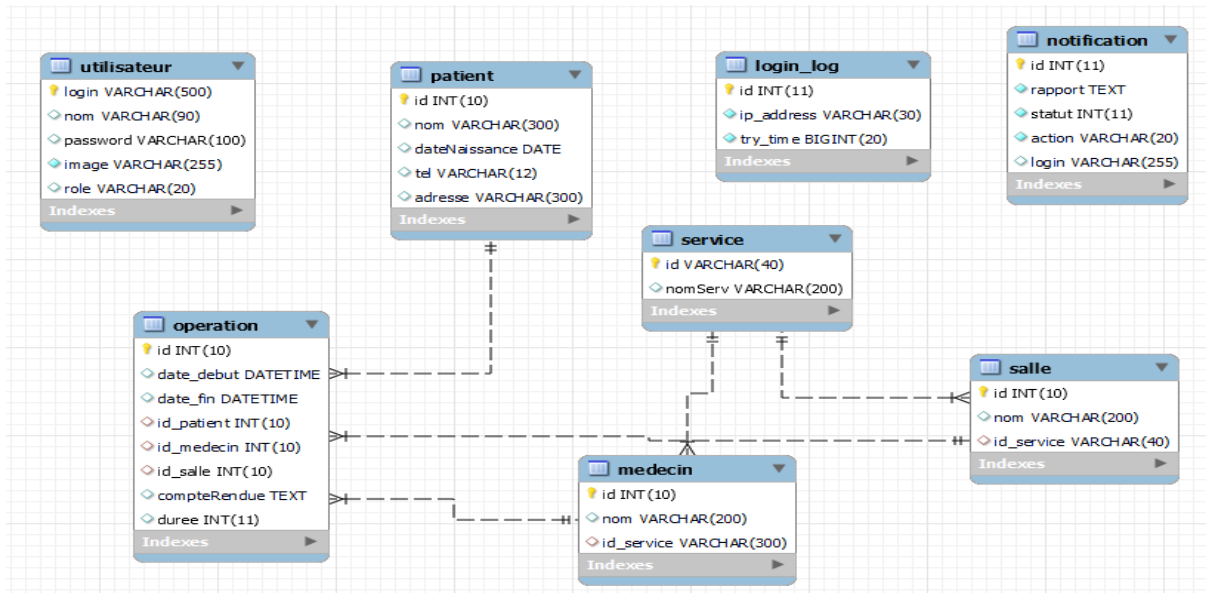 utilisateur
login VARCHAR(500)
nom VARCHAR(90)
password VARCHAR(100)
image VARCHAR(255)
role VARCHAR(20)
Indexes
patient
id INT(10)
nom VARCHAR(300)
dateNaissance DATE
tel VARCHAR(12)
adresse VARCHAR(300)
Indexes
login_log
id INT(11)
ip_address VARCHAR(30)
try_time BIGINT(20)
Indexes
notification
id INT(11)
rapport TEXT
statut INT(11)
action VARCHAR(20)
login VARCHAR(255)
Indexes
service
id VARCHAR(40)
nomServ VARCHAR(200)
Indexes
operation
id INT(10)
date_debut DATETIME
date_fin DATETIME
id_patient INT(10)
id_medecin INT(10)
id_salle INT(10)
compteRendue TEXT
duree INT(11)
Indexes
salle
id INT(10)
nom VARCHAR(200)
id_service VARCHAR(40)
Indexes
medecin
id INT(10)
nom VARCHAR(200)
id_service VARCHAR(300)
Indexes